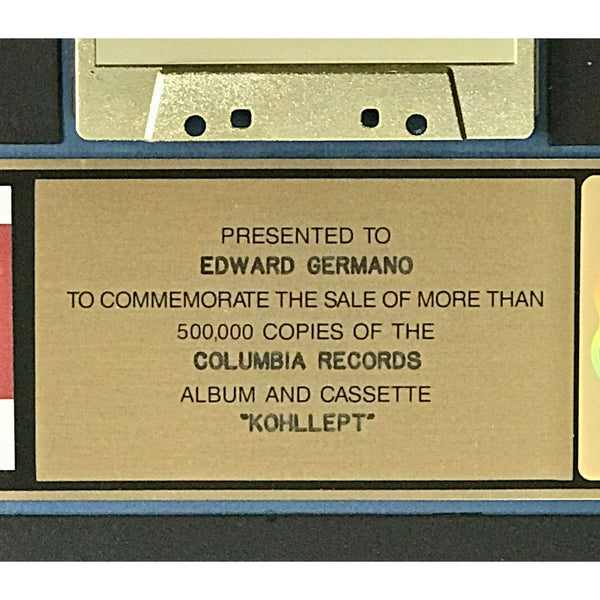 PRESENTED TO
EDWARD GERMANO
TO COMMEMORATE THE SALE OF MORE THAN
500,000 COPIES OF THE
COLUMBIA RECORDS
ALBUM AND CASSETTE
"KOHLLEPT"